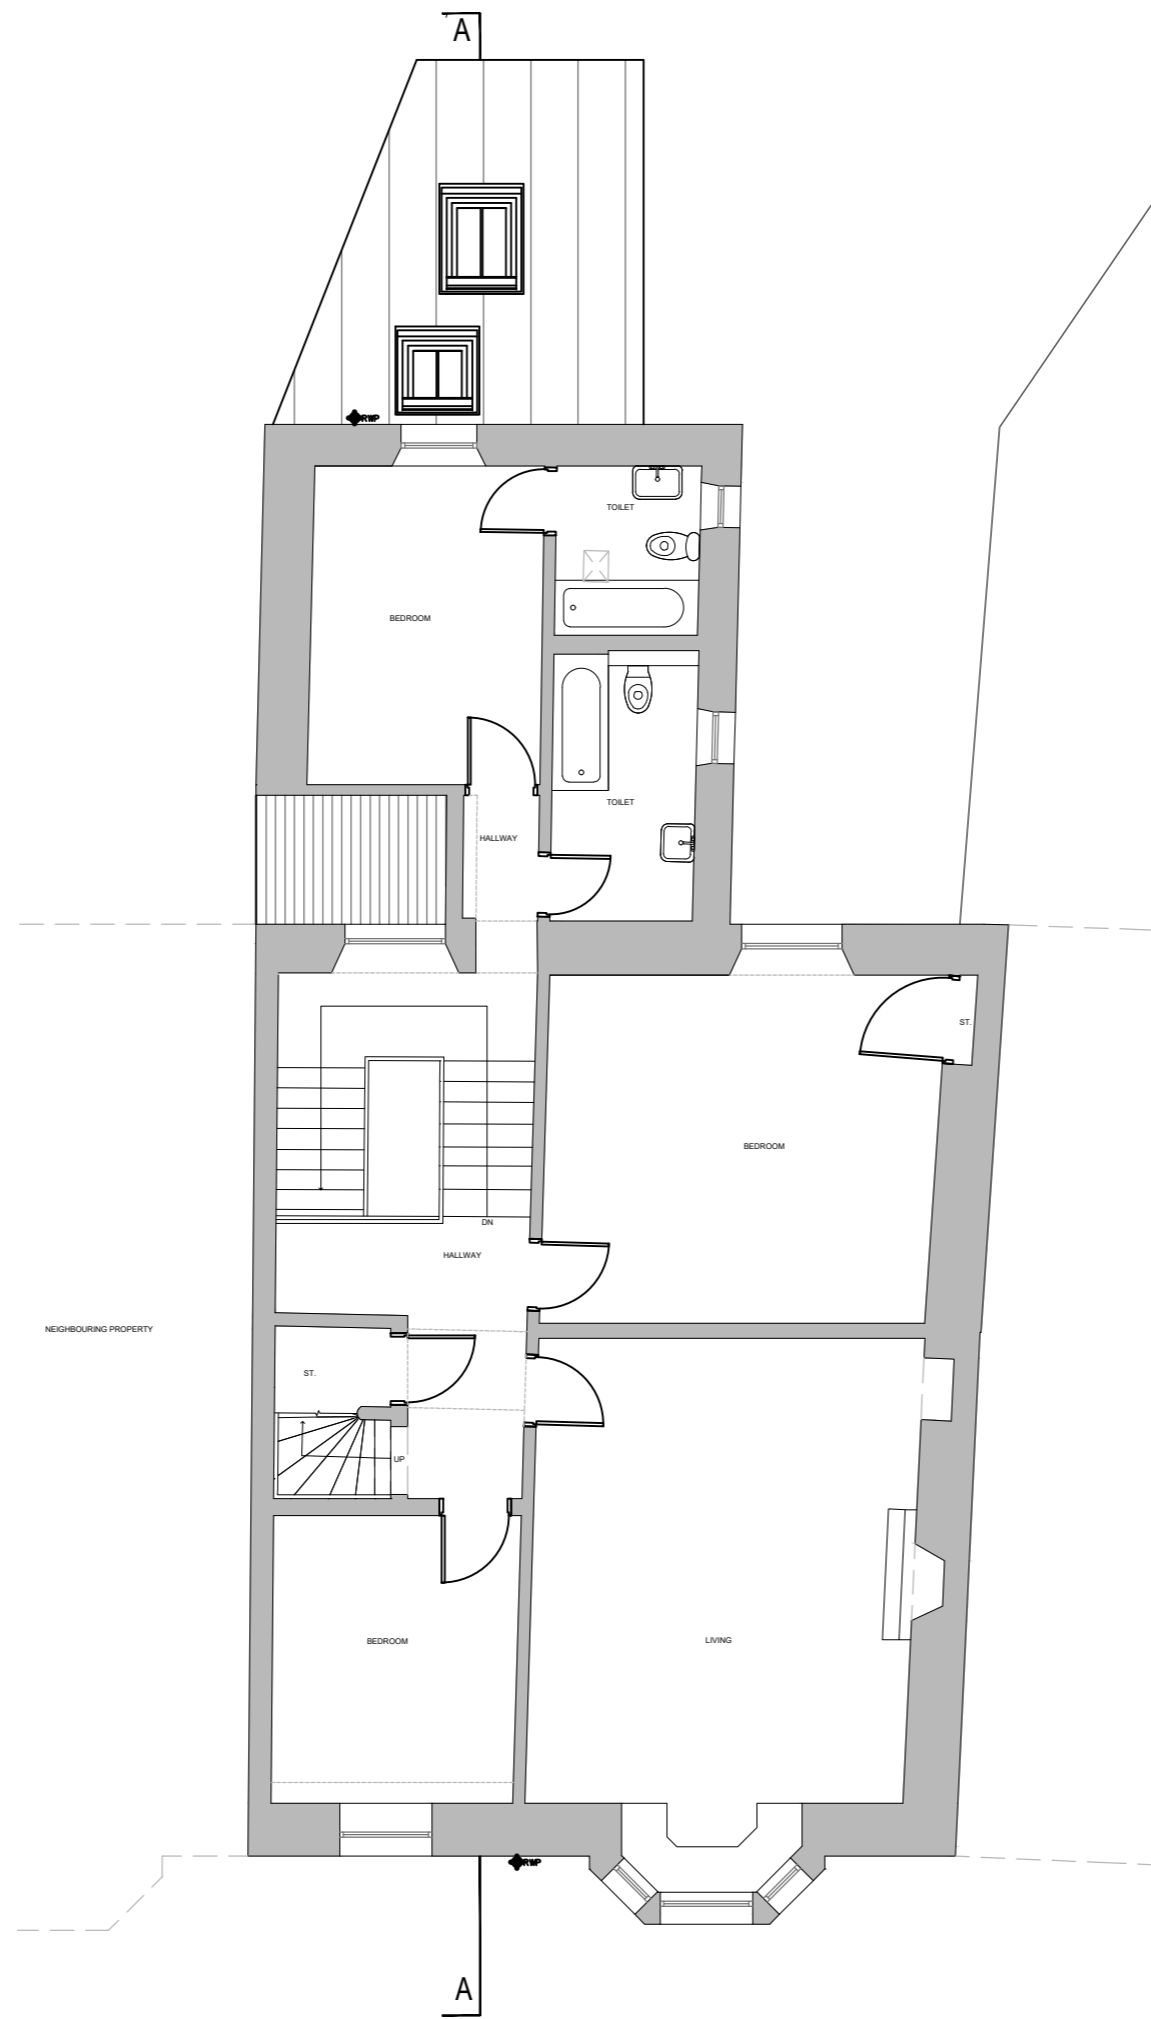 A
RWP
TOILET
BEDROOM
TOILET
HALLWAY
ST.
BEDROOM
DN
HALLWAY
NEIGHBOURING PROPERTY
ST.
UP
BEDROOM
LIVING
RWP
A